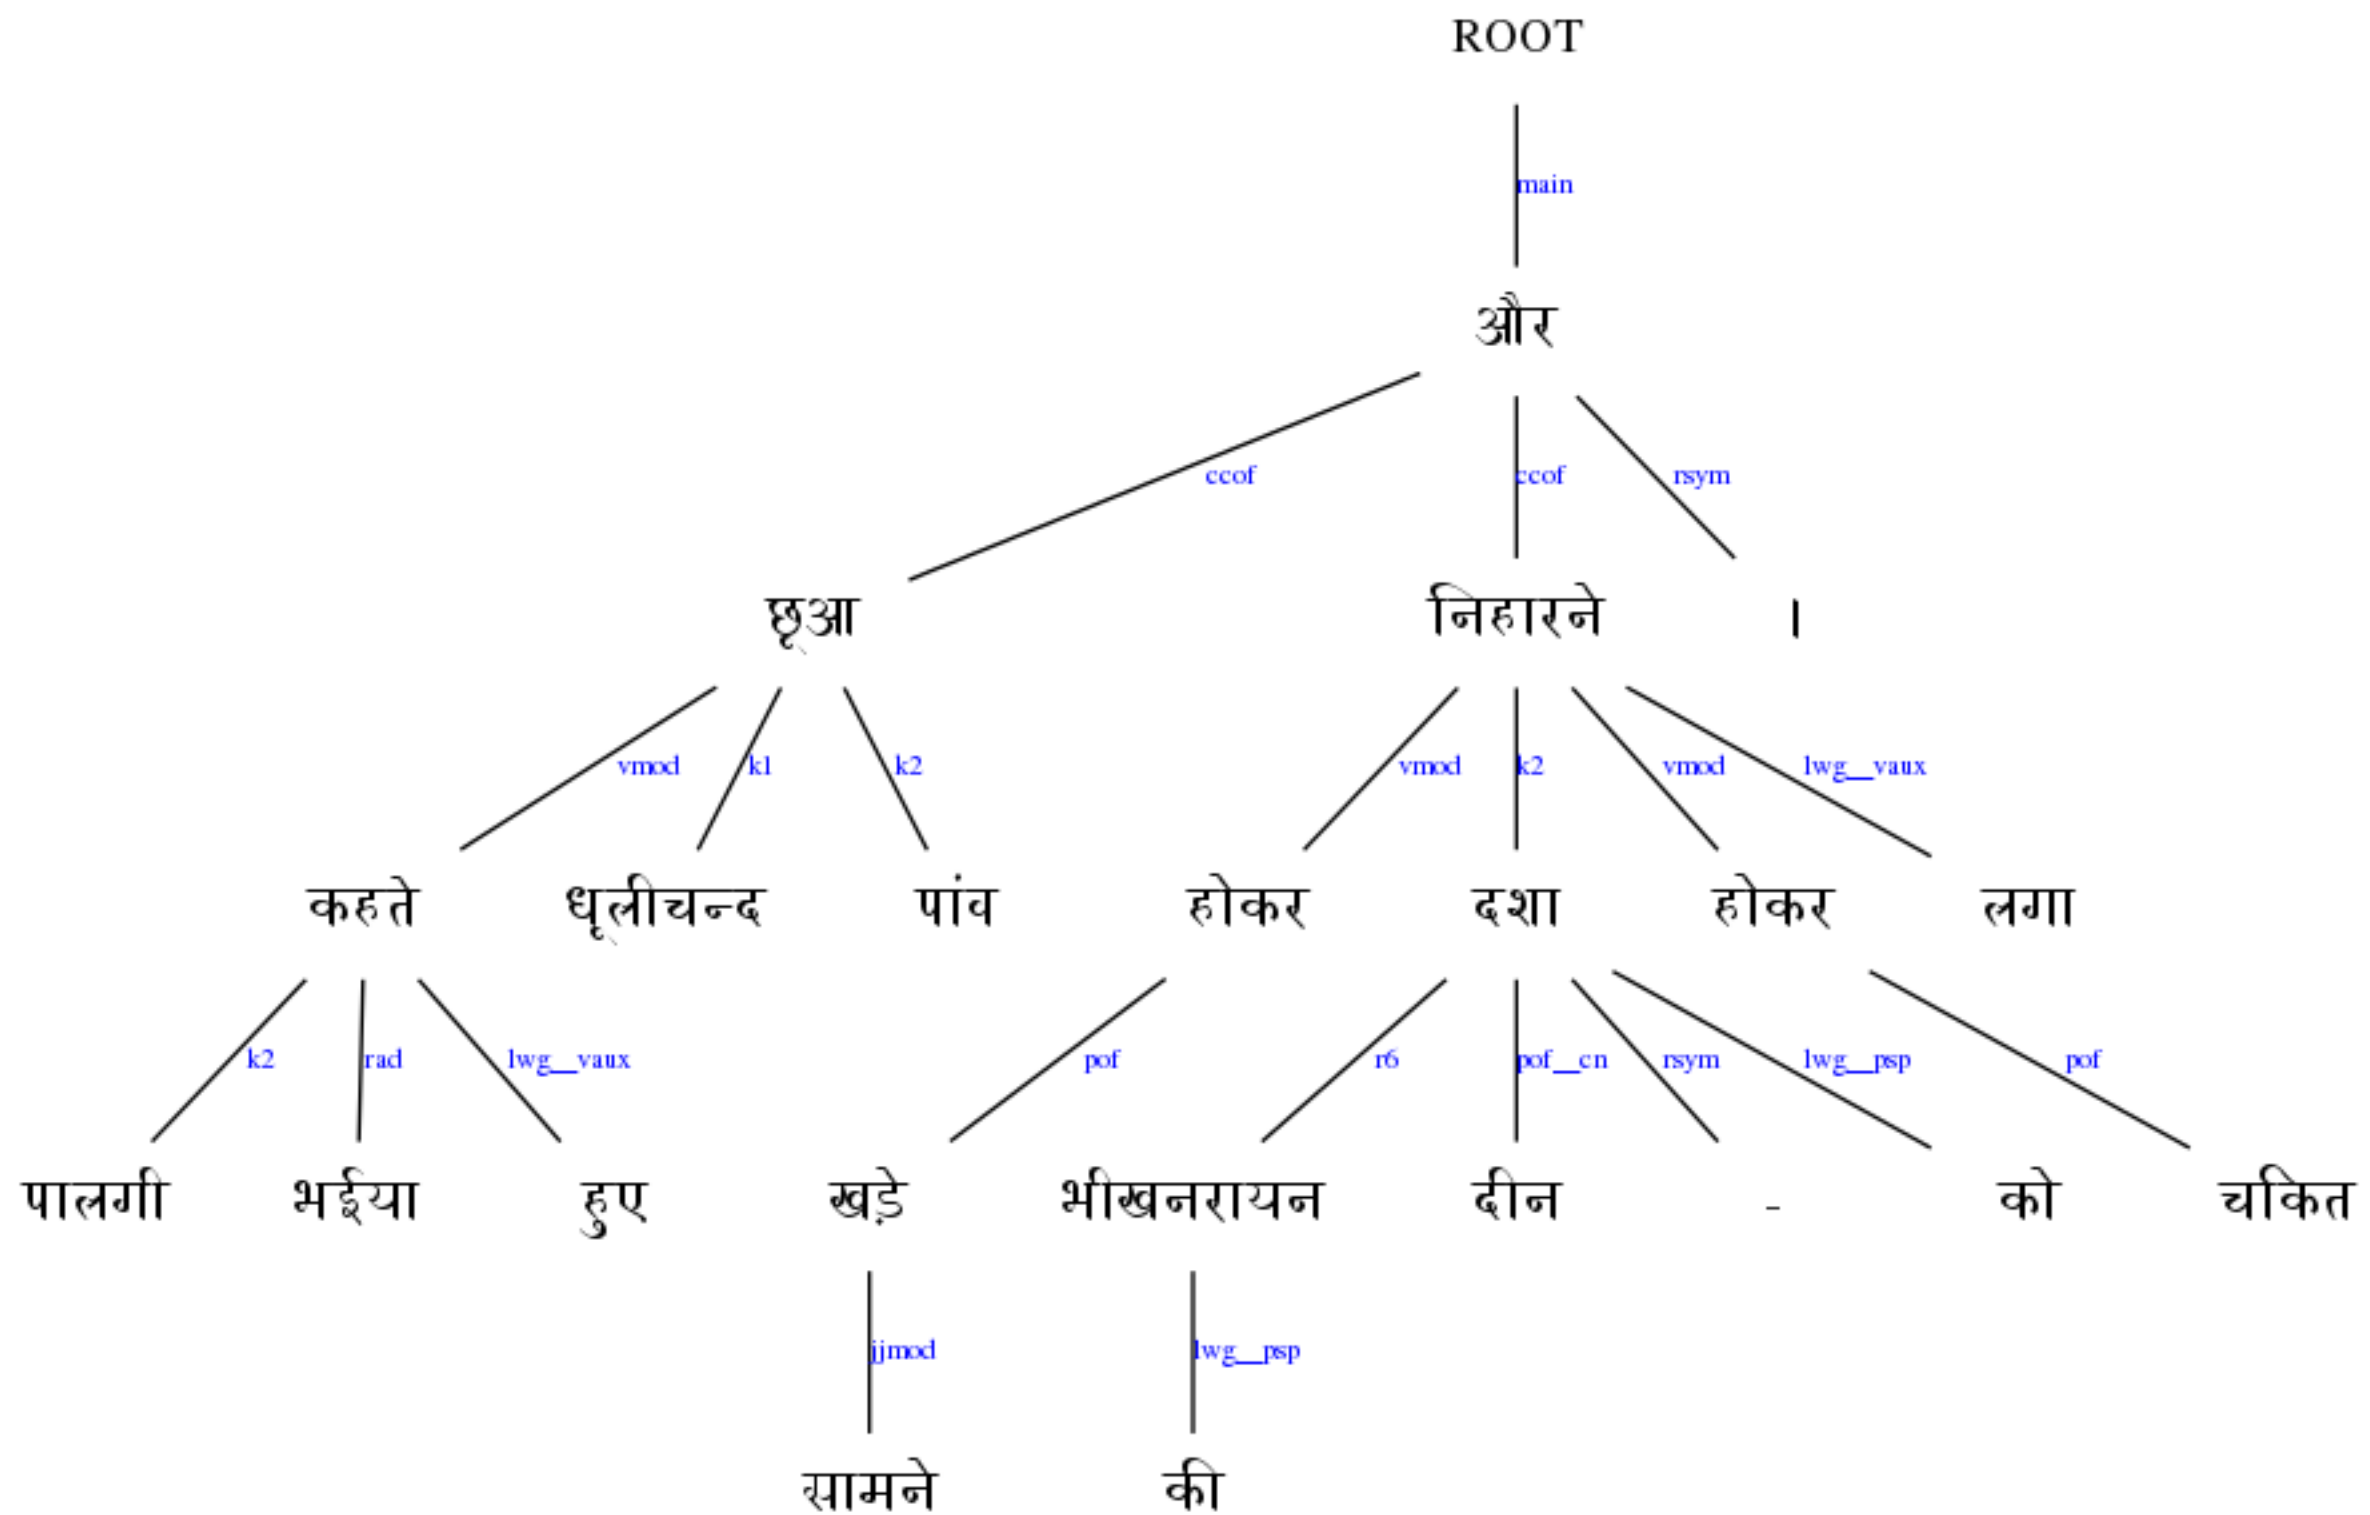 ROOT
main
और
ccof ccof rsym
छूआ निहारने ।
vmod k1 k2 vmod k2 vmod lwg__vaux
कहते धूलीचन्द पांव होकर दशा होकर लगा
k2 rad lwg__vaux pof r6 pof__cn rsym lwg__psp pof
पालगी भईया हुए खड़े भीखनरायन दीन - को चकित
jjmod lwg__psp
सामने की